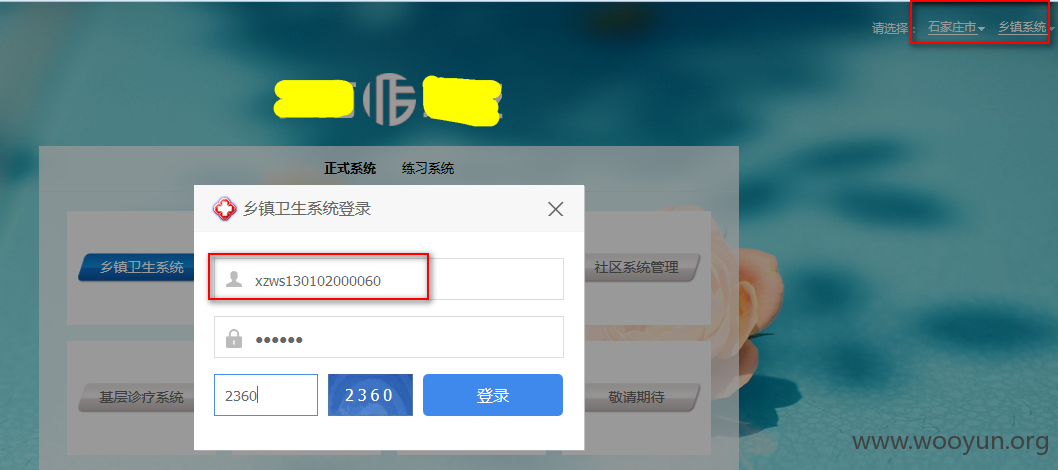 请选择： 石家庄市 乡镇系统
信
正式系统 练习系统
乡镇卫生系统登录
乡镇卫生系统 社区系统管理
xzws130102000060
••••••
2360 2360 登录
基层诊疗系统 敬请期待
www.wooyun.org